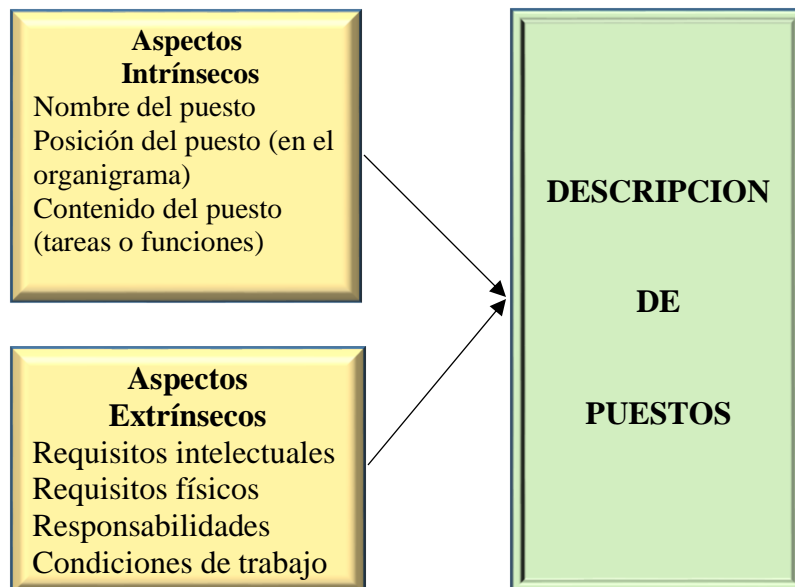 Aspectos
Intrínsecos
Nombre del puesto
Posición del puesto (en el
organigrama)
Contenido del puesto
(tareas o funciones)
Aspectos
Extrínsecos
Requisitos intelectuales
Requisitos físicos
Responsabilidades
Condiciones de trabajo
DESCRIPCION
DE
PUESTOS